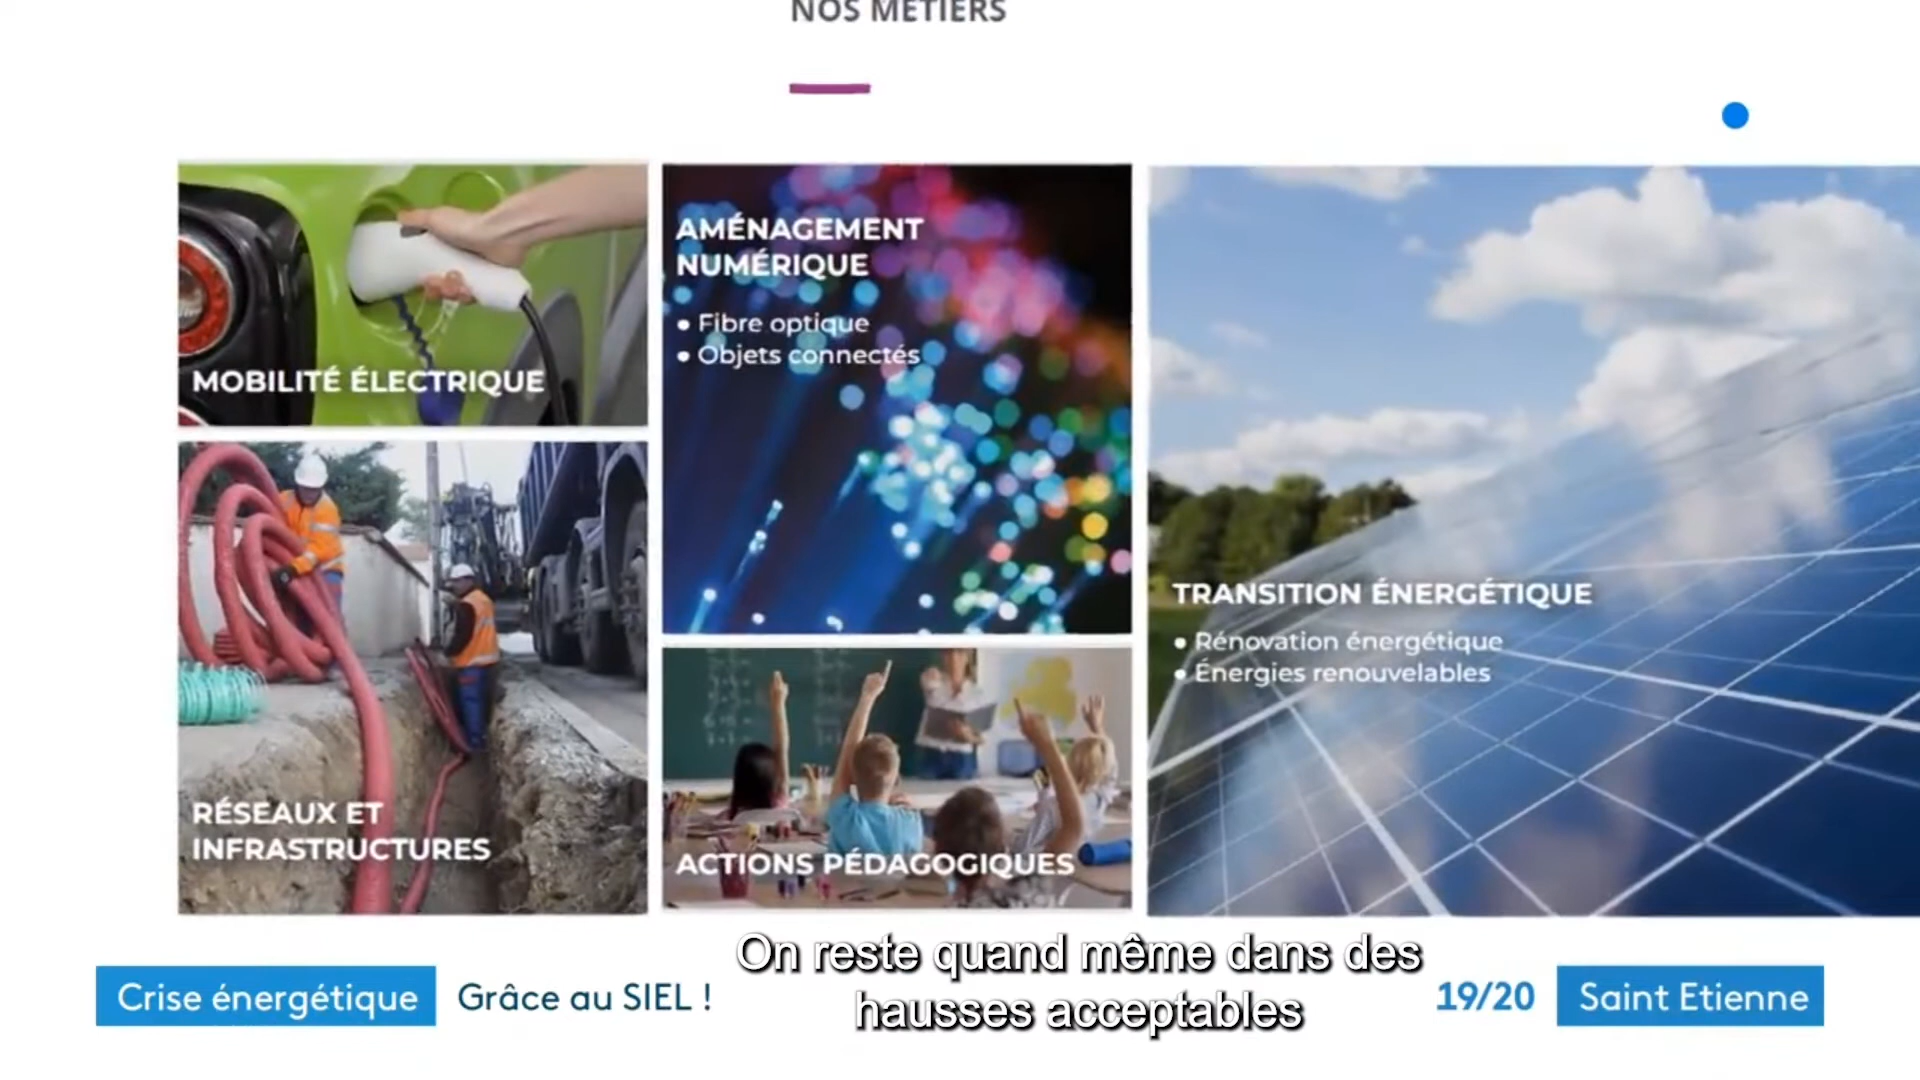 NOS MÉTIERS
MOBILITÉ ÉLECTRIQUE
AMÉNAGEMENT
NUMÉRIQUE
• Fibre optique
• Objets connectés
TRANSITION ÉNERGÉTIQUE
• Rénovation énergétique
• Énergies renouvelables
RÉSEAUX ET
INFRASTRUCTURES
ACTIONS PÉDAGOGIQUES
On reste quand même dans des
hausses acceptables
Crise énergétique
Grâce au SIEL !
19/20
Saint Etienne